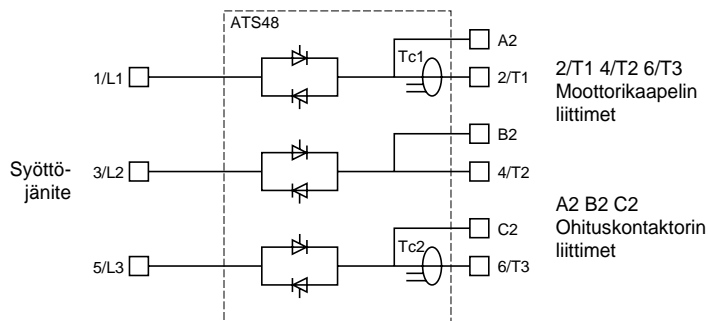 ATS48
A2
Tc1
1/L1
2/T1
2/T1 4/T2 6/T3
Moottorikaapelin
liittimet
B2
Syöttö-
jänite
3/L2
4/T2
A2 B2 C2
Ohituskontaktorin
liittimet
C2
Tc2
5/L3
6/T3